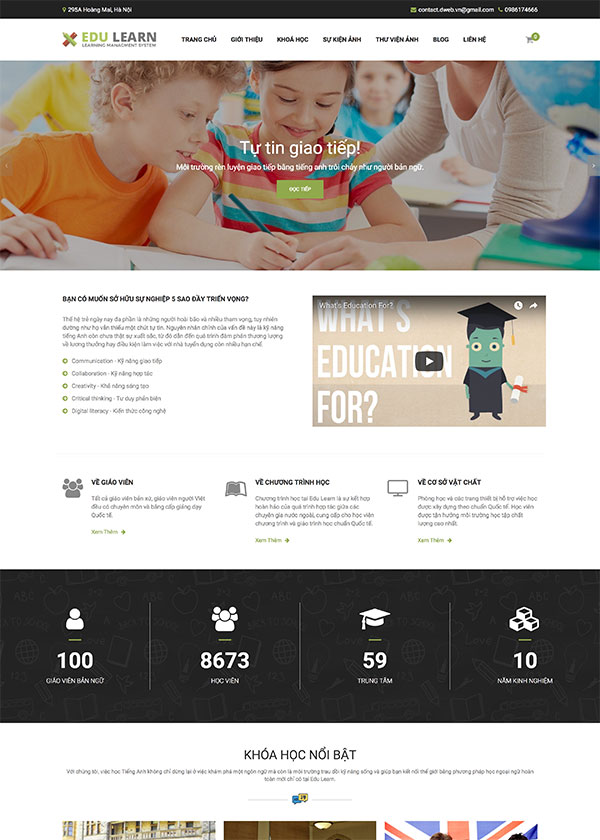 295A Hoàng Mai, Hà Nội
contact.dweb.vn@gmail.com 0986174666
EDU LEARN
LEARNING MANAGMENT SYSTEM
TRANG CHỦ GIỚI THIỆU KHOÁ HỌC SỰ KIỆN ẢNH THƯ VIỆN ẢNH BLOG LIÊN HỆ
0
Tự tin giao tiếp!
Môi trường rèn luyện giao tiếp bằng tiếng anh trôi chảy như người bản ngữ.
ĐỌC TIẾP
BẠN CÓ MUỐN SỞ HỮU SỰ NGHIỆP 5 SAO ĐẦY TRIỂN VỌNG?
Thế hệ trẻ ngày nay đa phần là những người hoài bão và nhiều tham vọng, tuy nhiên
dường như họ vẫn thiếu một chút tự tin. Nguyên nhân chính của vấn đề này là kỹ năng
tiếng Anh còn chưa thật sự xuất sắc, từ đó dẫn đến quá trình đàm phán thương lượng
về lương thưởng hay điều kiện làm việc với nhà tuyển dụng còn nhiều hạn chế.
Communication - Kỹ năng giao tiếp
Collaboration - Kỹ năng hợp tác
Creativity - Khả năng sáng tạo
Critical thinking - Tư duy phản biện
Digital literacy - Kiến thức công nghệ
What's Education For?
WHAT'S
EDUCATION
FOR?
VỀ GIÁO VIÊN
Tất cả giáo viên bản xứ, giáo viên người Việt
đều có chuyên môn và bằng cấp giảng dạy
Quốc tế.
Xem Thêm
VỀ CHƯƠNG TRÌNH HỌC
Chương trình học tại Edu Learn là sự kết hợp
hoàn hảo của quá trình hợp tác giữa các
chuyên gia nước ngoài, cung cấp cho học viên
chương trình và giáo trình học chuẩn Quốc tế.
Xem Thêm
VỀ CƠ SỞ VẬT CHẤT
Phòng học và các trang thiết bị hỗ trợ việc học
được xây dựng theo chuẩn Quốc tế. Học viên
được tận hưởng môi trường học tập chất
lượng cao nhất.
Xem Thêm
100
GIÁO VIÊN BẢN NGỮ
8673
HỌC VIÊN
59
TRUNG TÂM
10
NĂM KINH NGHIỆM
KHÓA HỌC NỔI BẬT
Với chúng tôi, việc học Tiếng Anh không chỉ dừng lại ở việc khám phá một ngôn ngữ mà còn là môi trường trau dồi kỹ năng sống và giúp bạn kết nối thế giới bằng phương pháp học ngoại ngữ hoàn
toàn mới chỉ có tại Edu Learn.